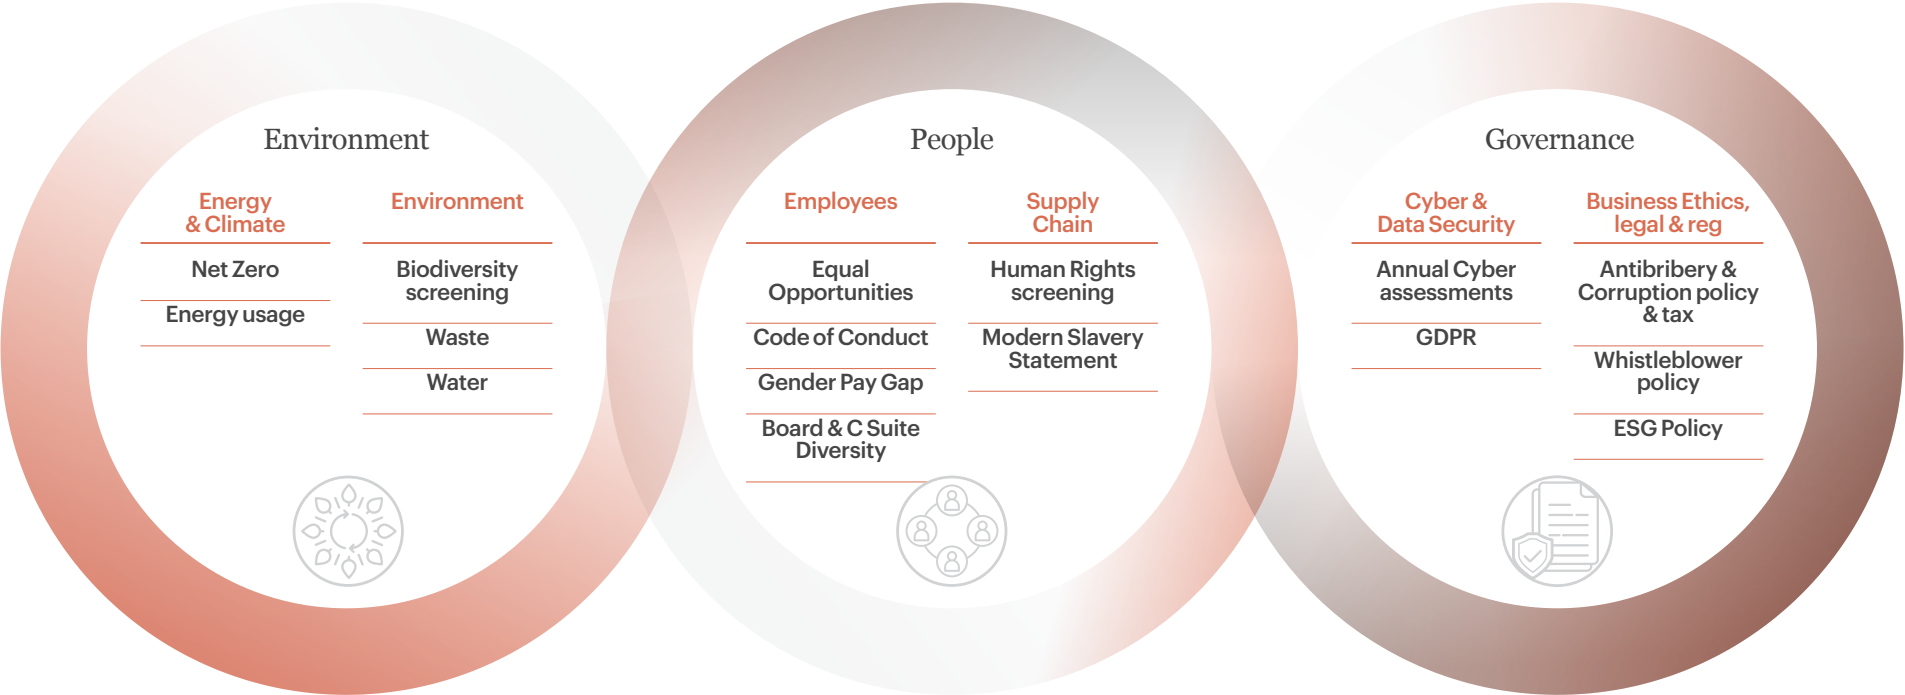 Environment
Energy
& Climate
Net Zero
Energy usage
Environment
Biodiversity
screening
Waste
Water
People
Employees
Equal
Opportunities
Code of Conduct
Gender Pay Gap
Board & C Suite
Diversity
Supply
Chain
Human Rights
screening
Modern Slavery
Statement
Governance
Cyber &
Data Security
Annual Cyber
assessments
GDPR
Business Ethics,
legal & reg
Antibribery &
Corruption policy
& tax
Whistleblower
policy
ESG Policy